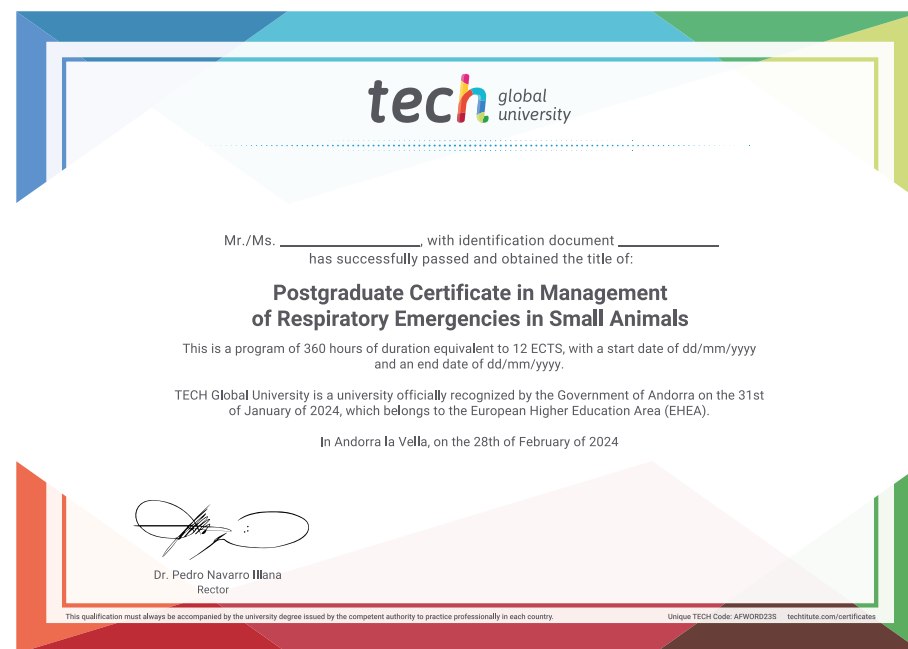 tech global university
Mr./Ms. ____________________, with identification document ______________
has successfully passed and obtained the title of:
Postgraduate Certificate in Management
of Respiratory Emergencies in Small Animals
This is a program of 360 hours of duration equivalent to 12 ECTS, with a start date of dd/mm/yyyy
and an end date of dd/mm/yyyy.
TECH Global University is a university officially recognized by the Government of Andorra on the 31st
of January of 2024, which belongs to the European Higher Education Area (EHEA).
In Andorra la Vella, on the 28th of February of 2024
Dr. Pedro Navarro Illana
Rector
This qualification must always be accompanied by the university degree issued by the competent authority to practice professionally in each country. Unique TECH Code: AFWORD23S techtitute.com/certificates